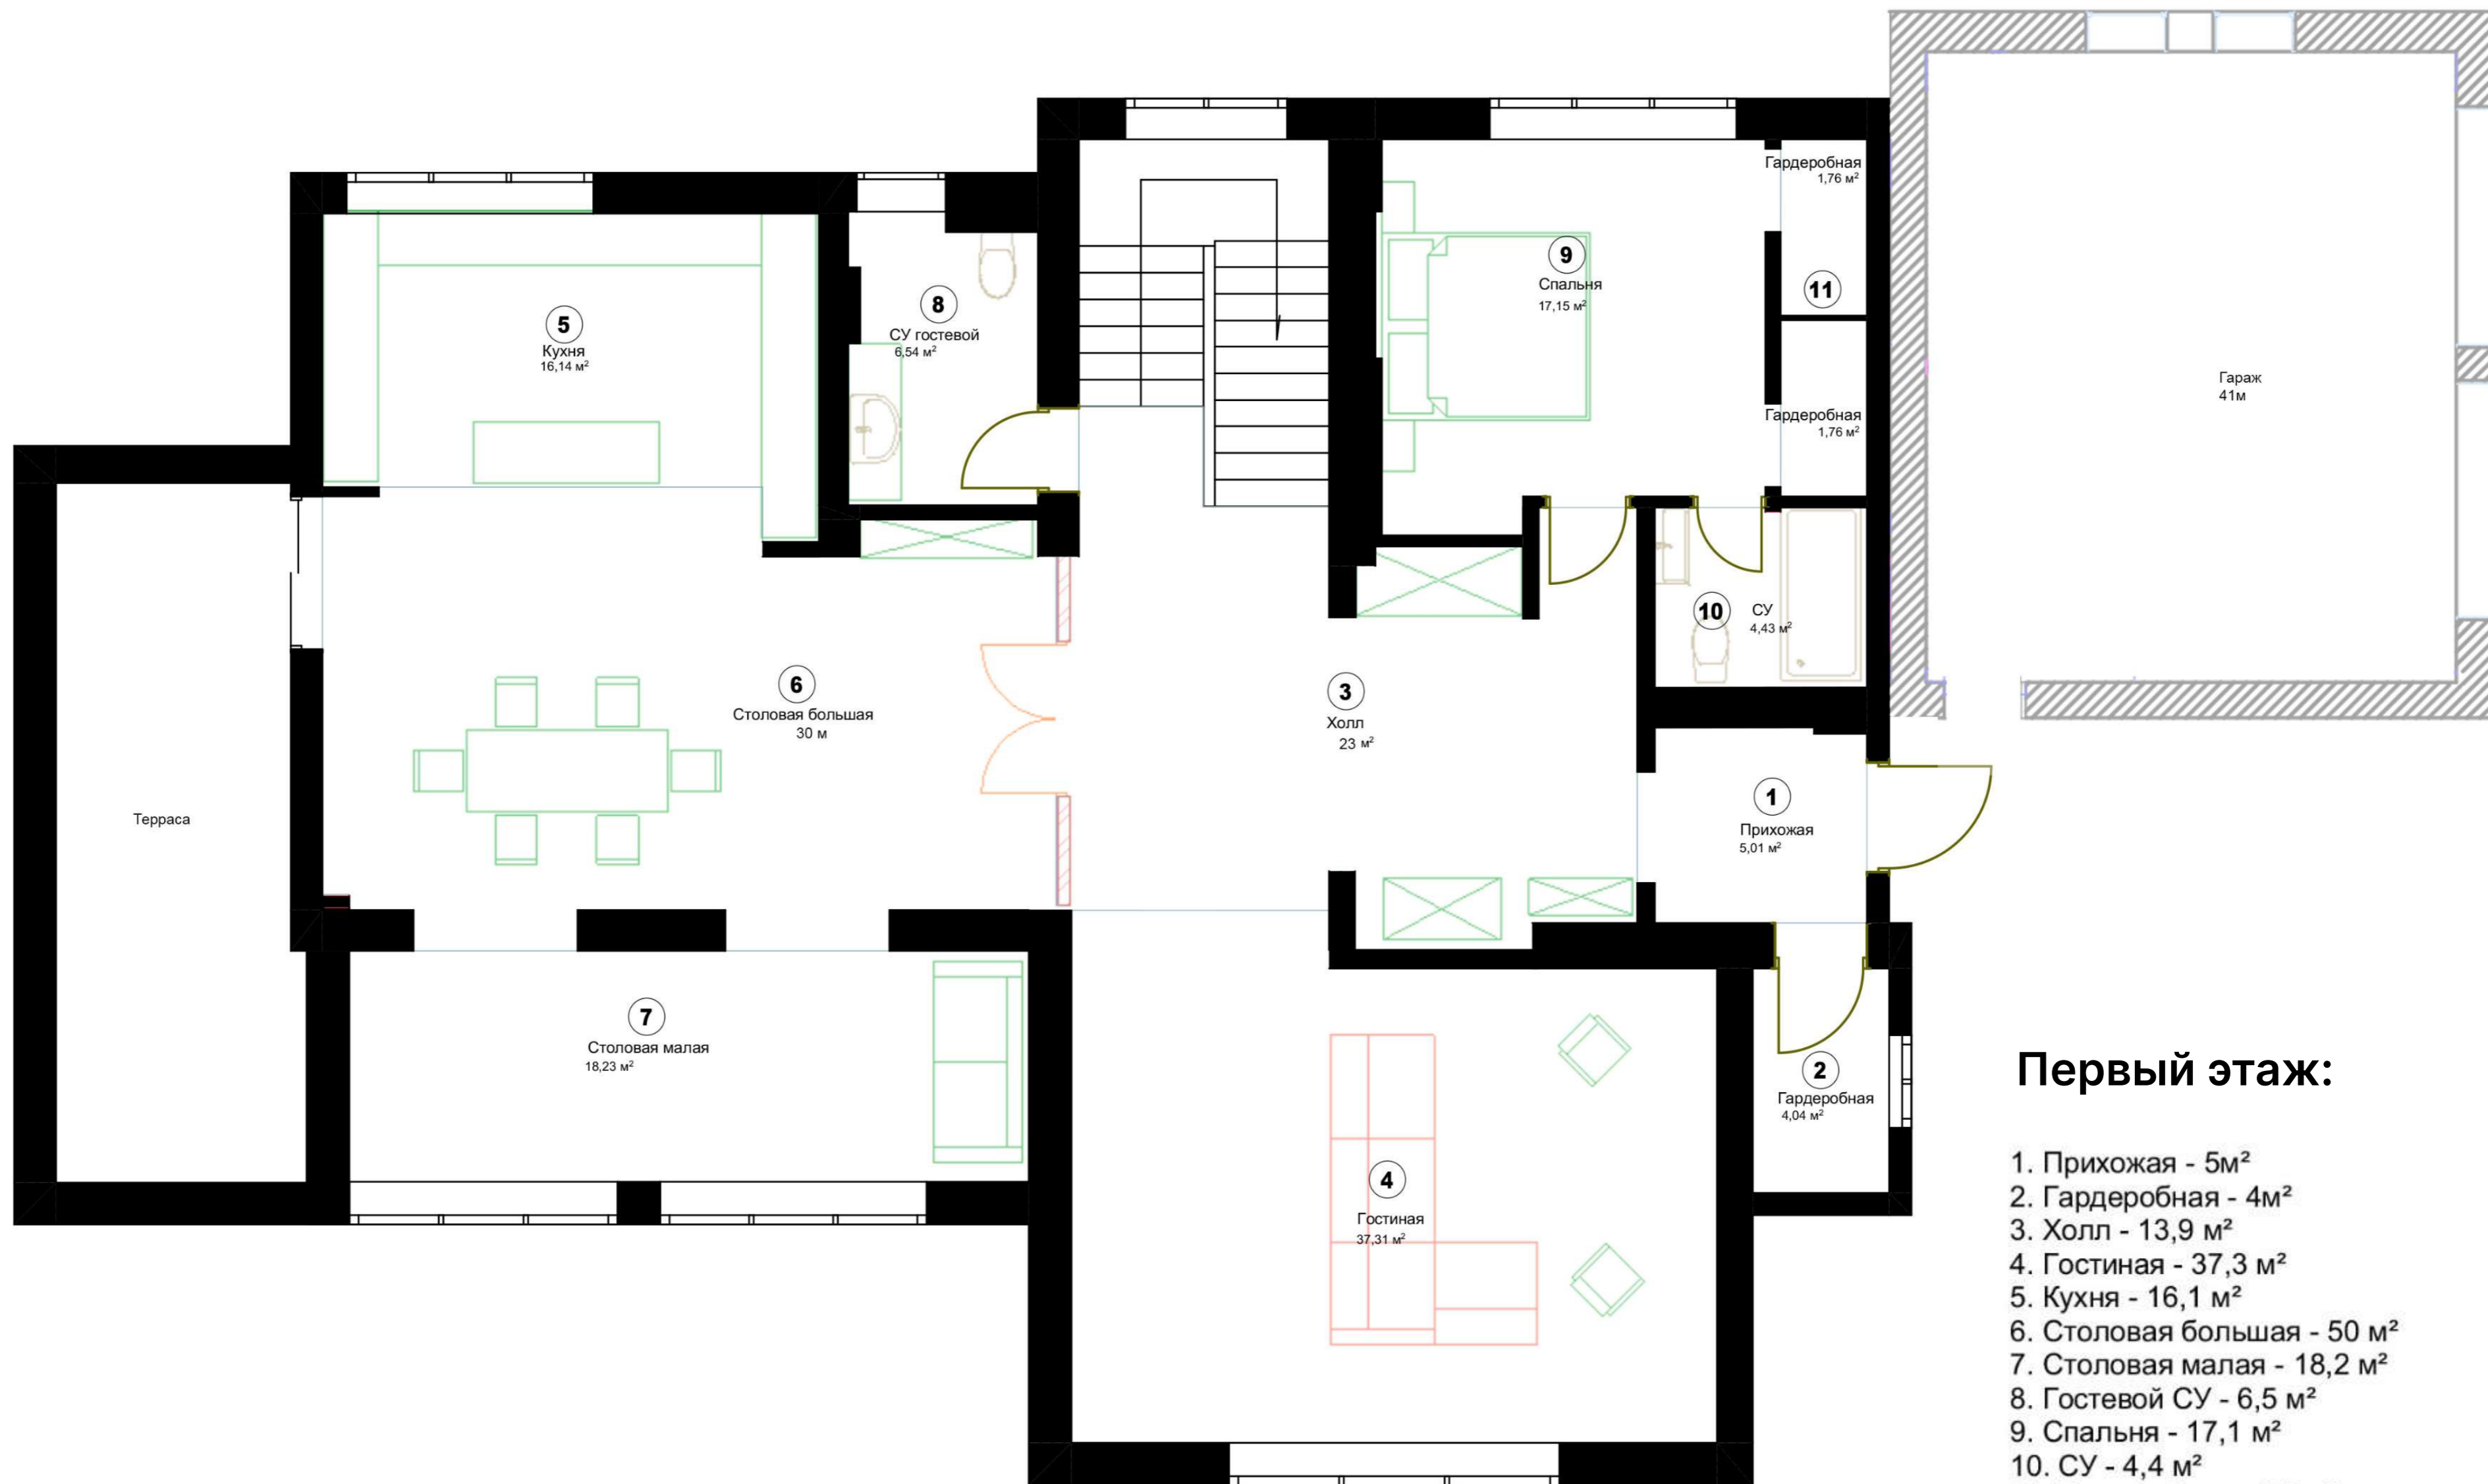 Гардеробная
1,76 м²
9
Спальня
17,15 м²
11
8
СУ гостевой
6,54 м²
5
Кухня
16,14 м²
Гараж
41м
Гардеробная
1,76 м²
10
СУ
4,43 м²
6
Столовая большая
30 м
3
Холл
23 м²
1
Прихожая
5,01 м²
Терраса
7
Столовая малая
18,23 м²
2
Гардеробная
4,04 м²
4
Гостиная
37,31 м²
Первый этаж:
1. Прихожая - 5м²
2. Гардеробная - 4м²
3. Холл - 13,9 м²
4. Гостиная - 37,3 м²
5. Кухня - 16,1 м²
6. Столовая большая - 50 м²
7. Столовая малая - 18,2 м²
8. Гостевой СУ - 6,5 м²
9. Спальня - 17,1 м²
10. СУ - 4,4 м²